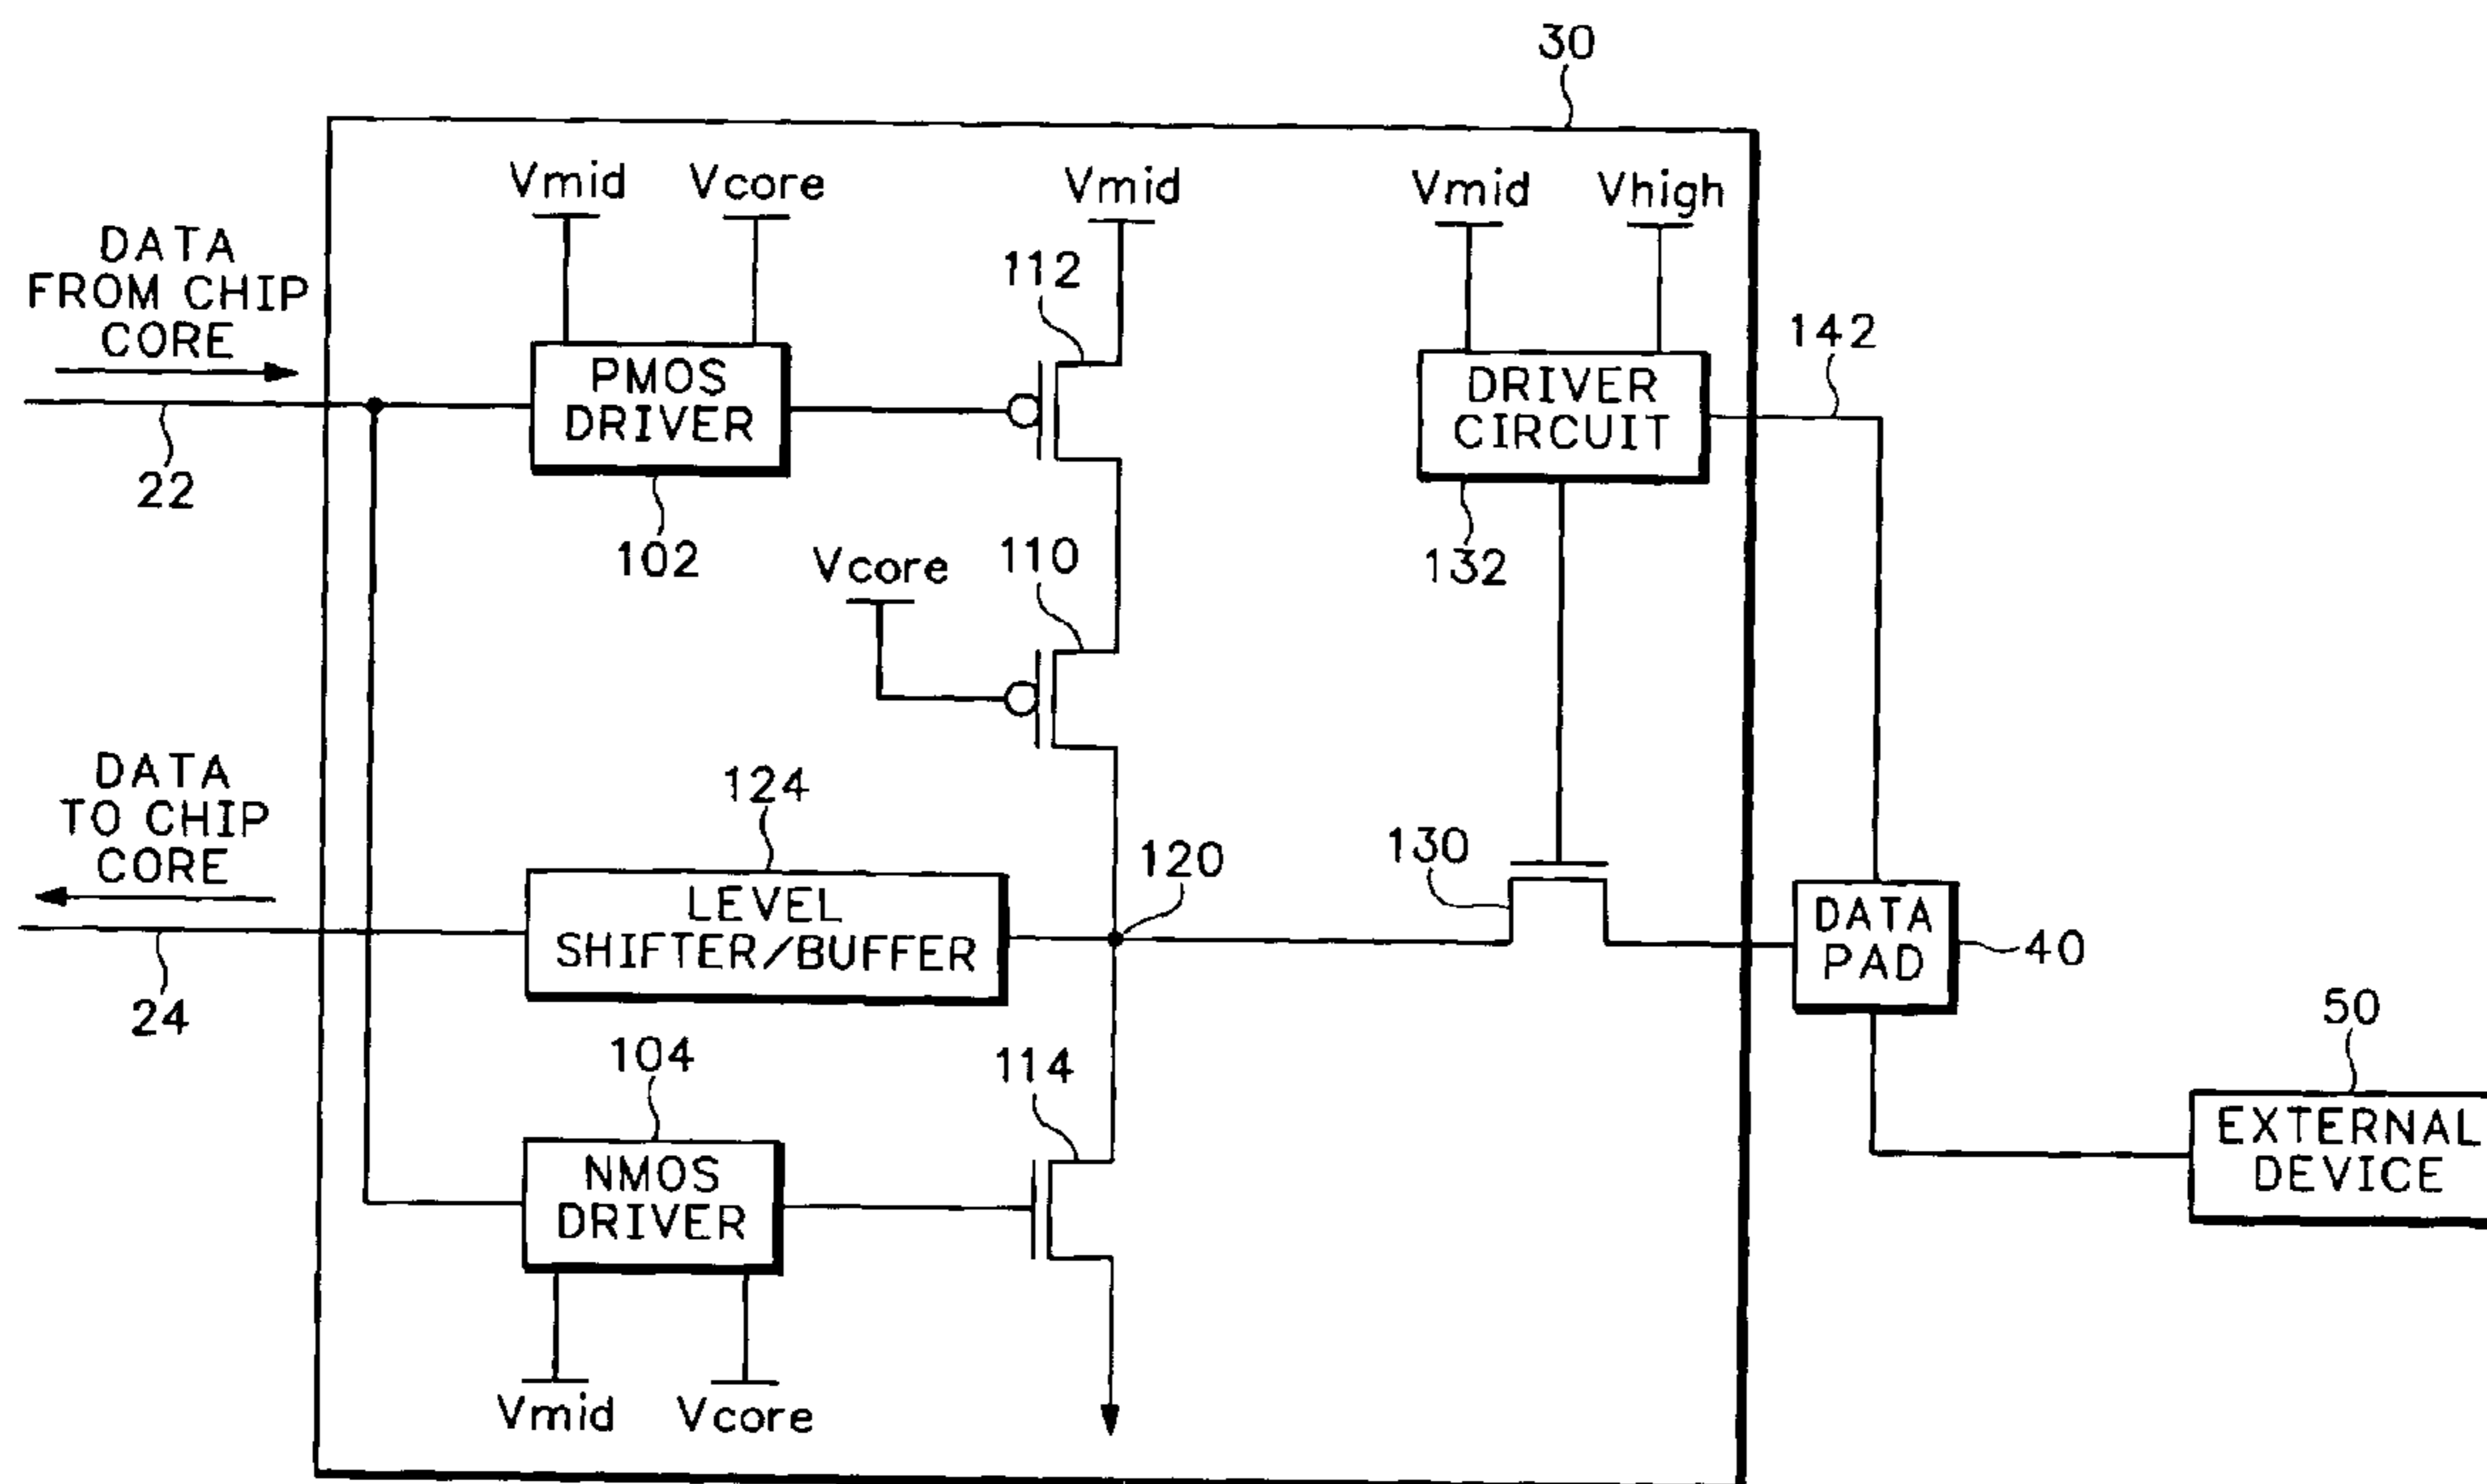 30
Vmid
Vcore
Vmid
Vmid
Vhigh
DATA
FROM CHIP
CORE
112
142
PMOS
DRIVER
DRIVER
CIRCUIT
22
102
Vcore
110
132
DATA
TO CHIP
CORE
124
120
130
LEVEL
SHIFTER/BUFFER
DATA
PAD
40
24
104
114
50
NMOS
DRIVER
EXTERNAL
DEVICE
Vmid
Vcore